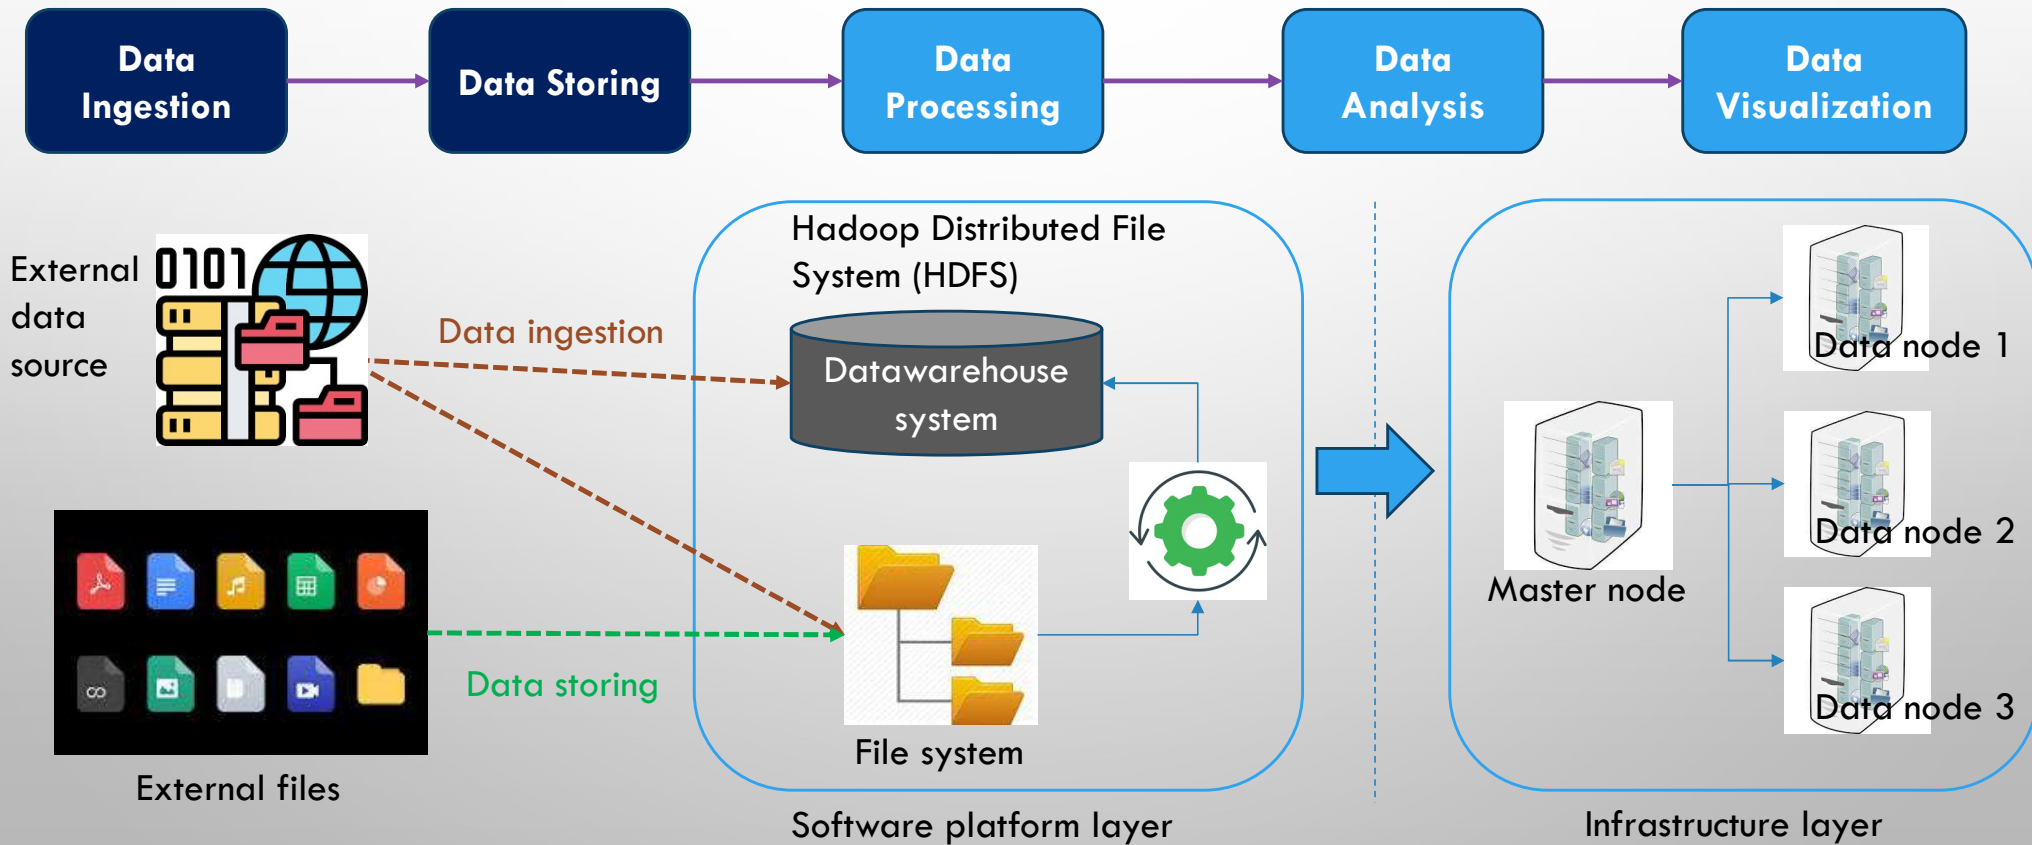 Data
Ingestion
Data Storing
Data
Processing
Data
Analysis
Data
Visualization
External
data
source
0101
Data ingestion
Hadoop Distributed File
System (HDFS)
Datawarehouse
system
File system
Data storing
External files
Software platform layer
Master node
Data node 1
Data node 2
Data node 3
Infrastructure layer